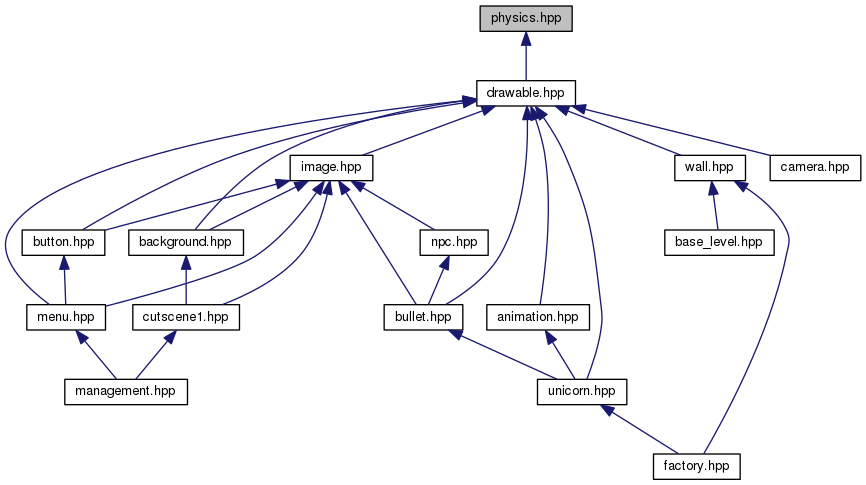 physics.hpp
drawable.hpp
image.hpp
wall.hpp
camera.hpp
button.hpp
background.hpp
npc.hpp
base_level.hpp
menu.hpp
cutscene1.hpp
bullet.hpp
animation.hpp
management.hpp
unicorn.hpp
factory.hpp